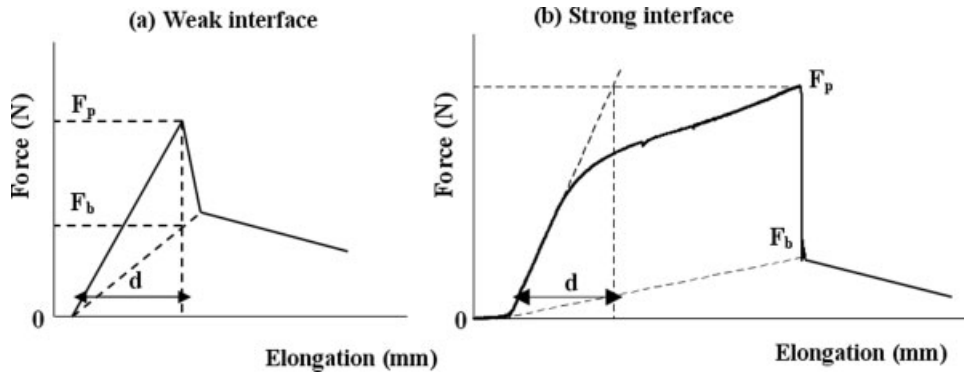 (a) Weak interface
Force (N)
Fp
Fb
d
0
Elongation (mm)
(b) Strong interface
Force (N)
Fp
Fb
d
0
Elongation (mm)